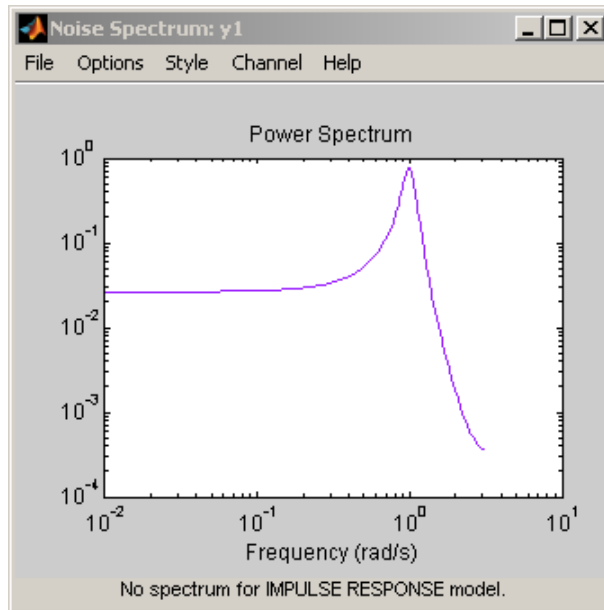 Noise Spectrum: y1
File Options Style Channel Help
Power Spectrum
10^0
10^-1
10^-2
10^-3
10^-4
10^-2 10^-1 10^0 10^1
Frequency (rad/s)
No spectrum for IMPULSE RESPONSE model.